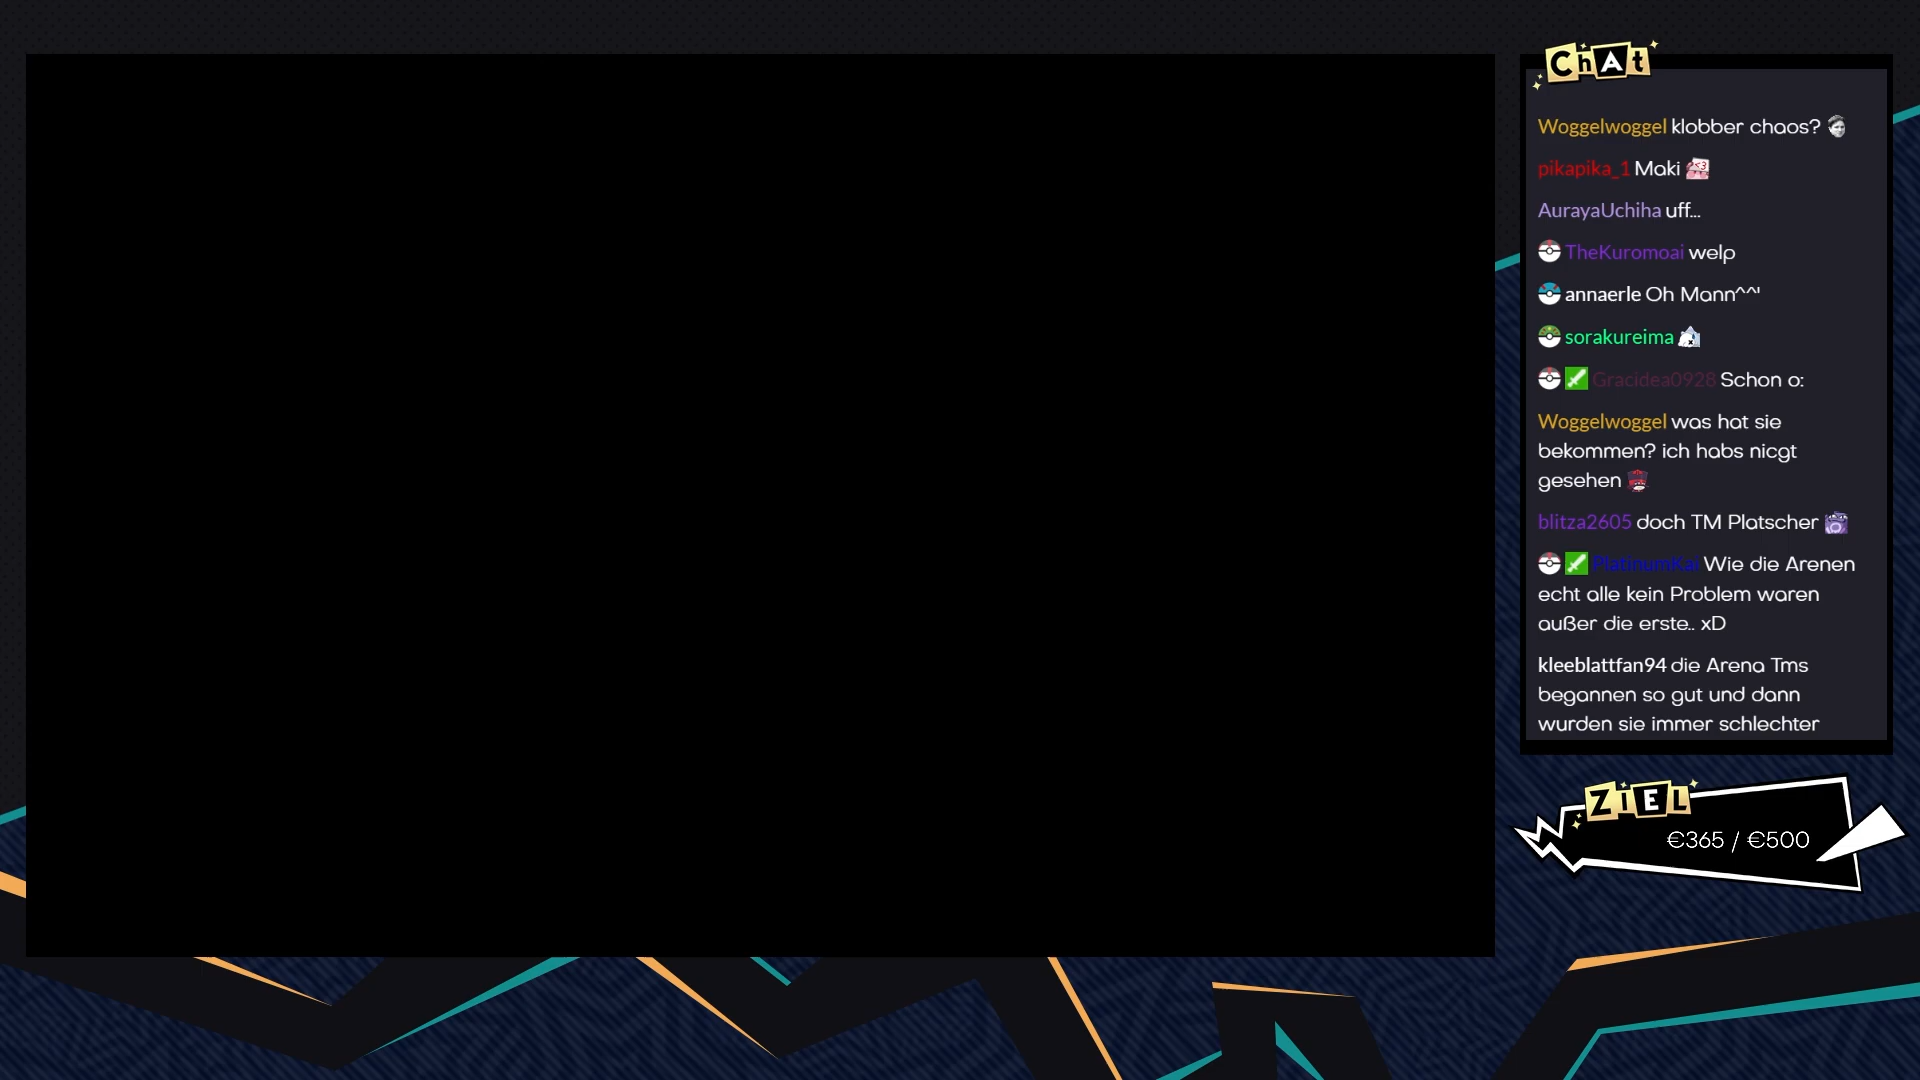 ChAt
Woggelwoggel klobber chaos?
pikapika_1 Maki
AurayaUchiha uff...
TheKuromoai welp
annaerle Oh Mann^^'
sorakureima
Gracidea0928 Schon o:
Woggelwoggel was hat sie
bekommen? ich habs nicgt
gesehen
blitza2605 doch TM Platscher
PlatinumKai Wie die Arenen
echt alle kein Problem waren
außer die erste.. xD
kleeblattfan94 die Arena Tms
begannen so gut und dann
wurden sie immer schlechter
ZiEL
€365 / €500